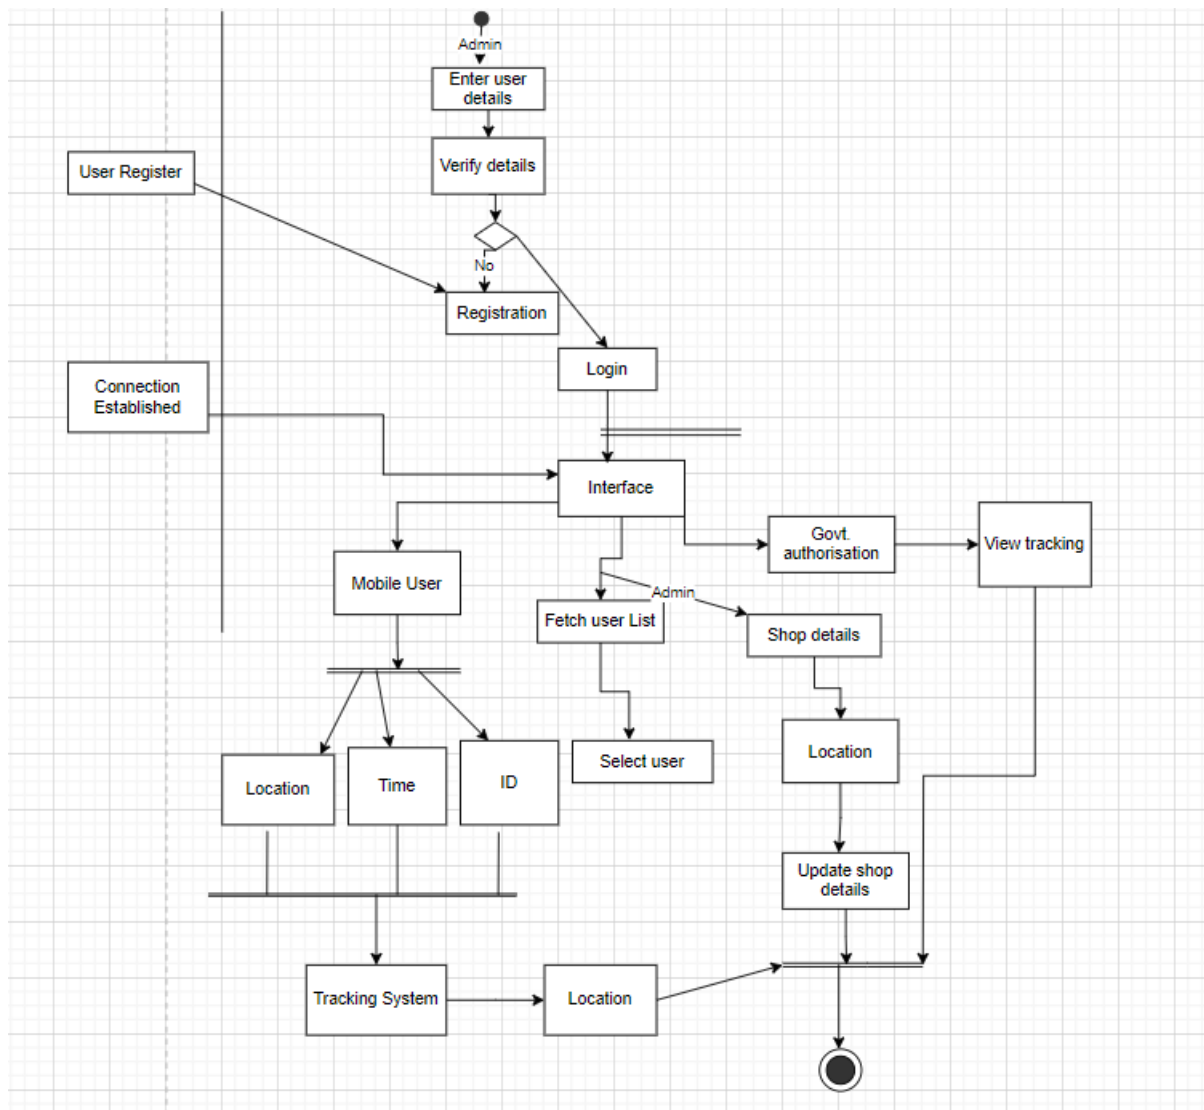 Admin
Enter user
details
Verify details
User Register
No
Registration
Login
Connection
Established
Interface
Govt.
authorisation
View tracking
Mobile User
Admin
Fetch user List
Shop details
Location
Select user
Location
Time
ID
Update shop
details
Tracking System
Location